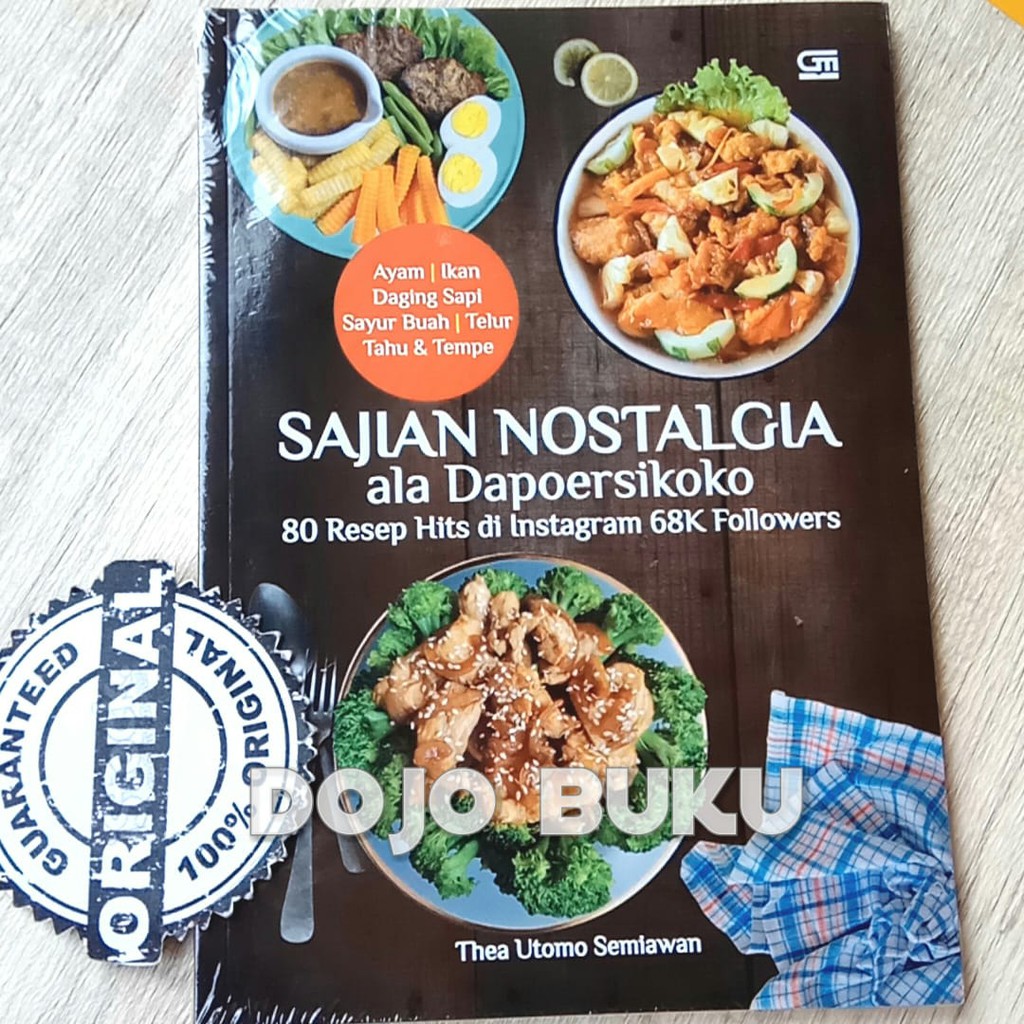 GM
Ayam | Ikan
Daging Sapi
Sayur Buah | Telur
Tahu & Tempe
SAJIAN NOSTALGIA
ala Dapoersikoko
80 Resep Hits di Instagram 68K Followers
GUARANTEED
ORIGINAL
ORIGINAL
100%
DOJO BUKU
Thea Utomo Semiawan